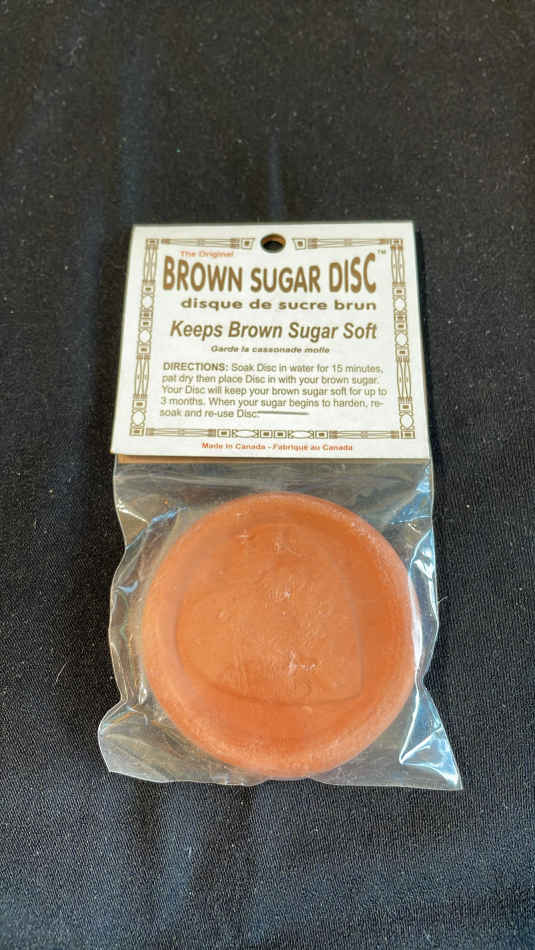 The Original
BROWN SUGAR DISC™
disque de sucre brun
Keeps Brown Sugar Soft
Garde la cassonade molle
DIRECTIONS: Soak Disc in water for 15 minutes,
pat dry then place Disc in with your brown sugar.
Your Disc will keep your brown sugar soft for up to
3 months. When your sugar begins to harden, re-
soak and re-use Disc.
Made in Canada - Fabriqué au Canada